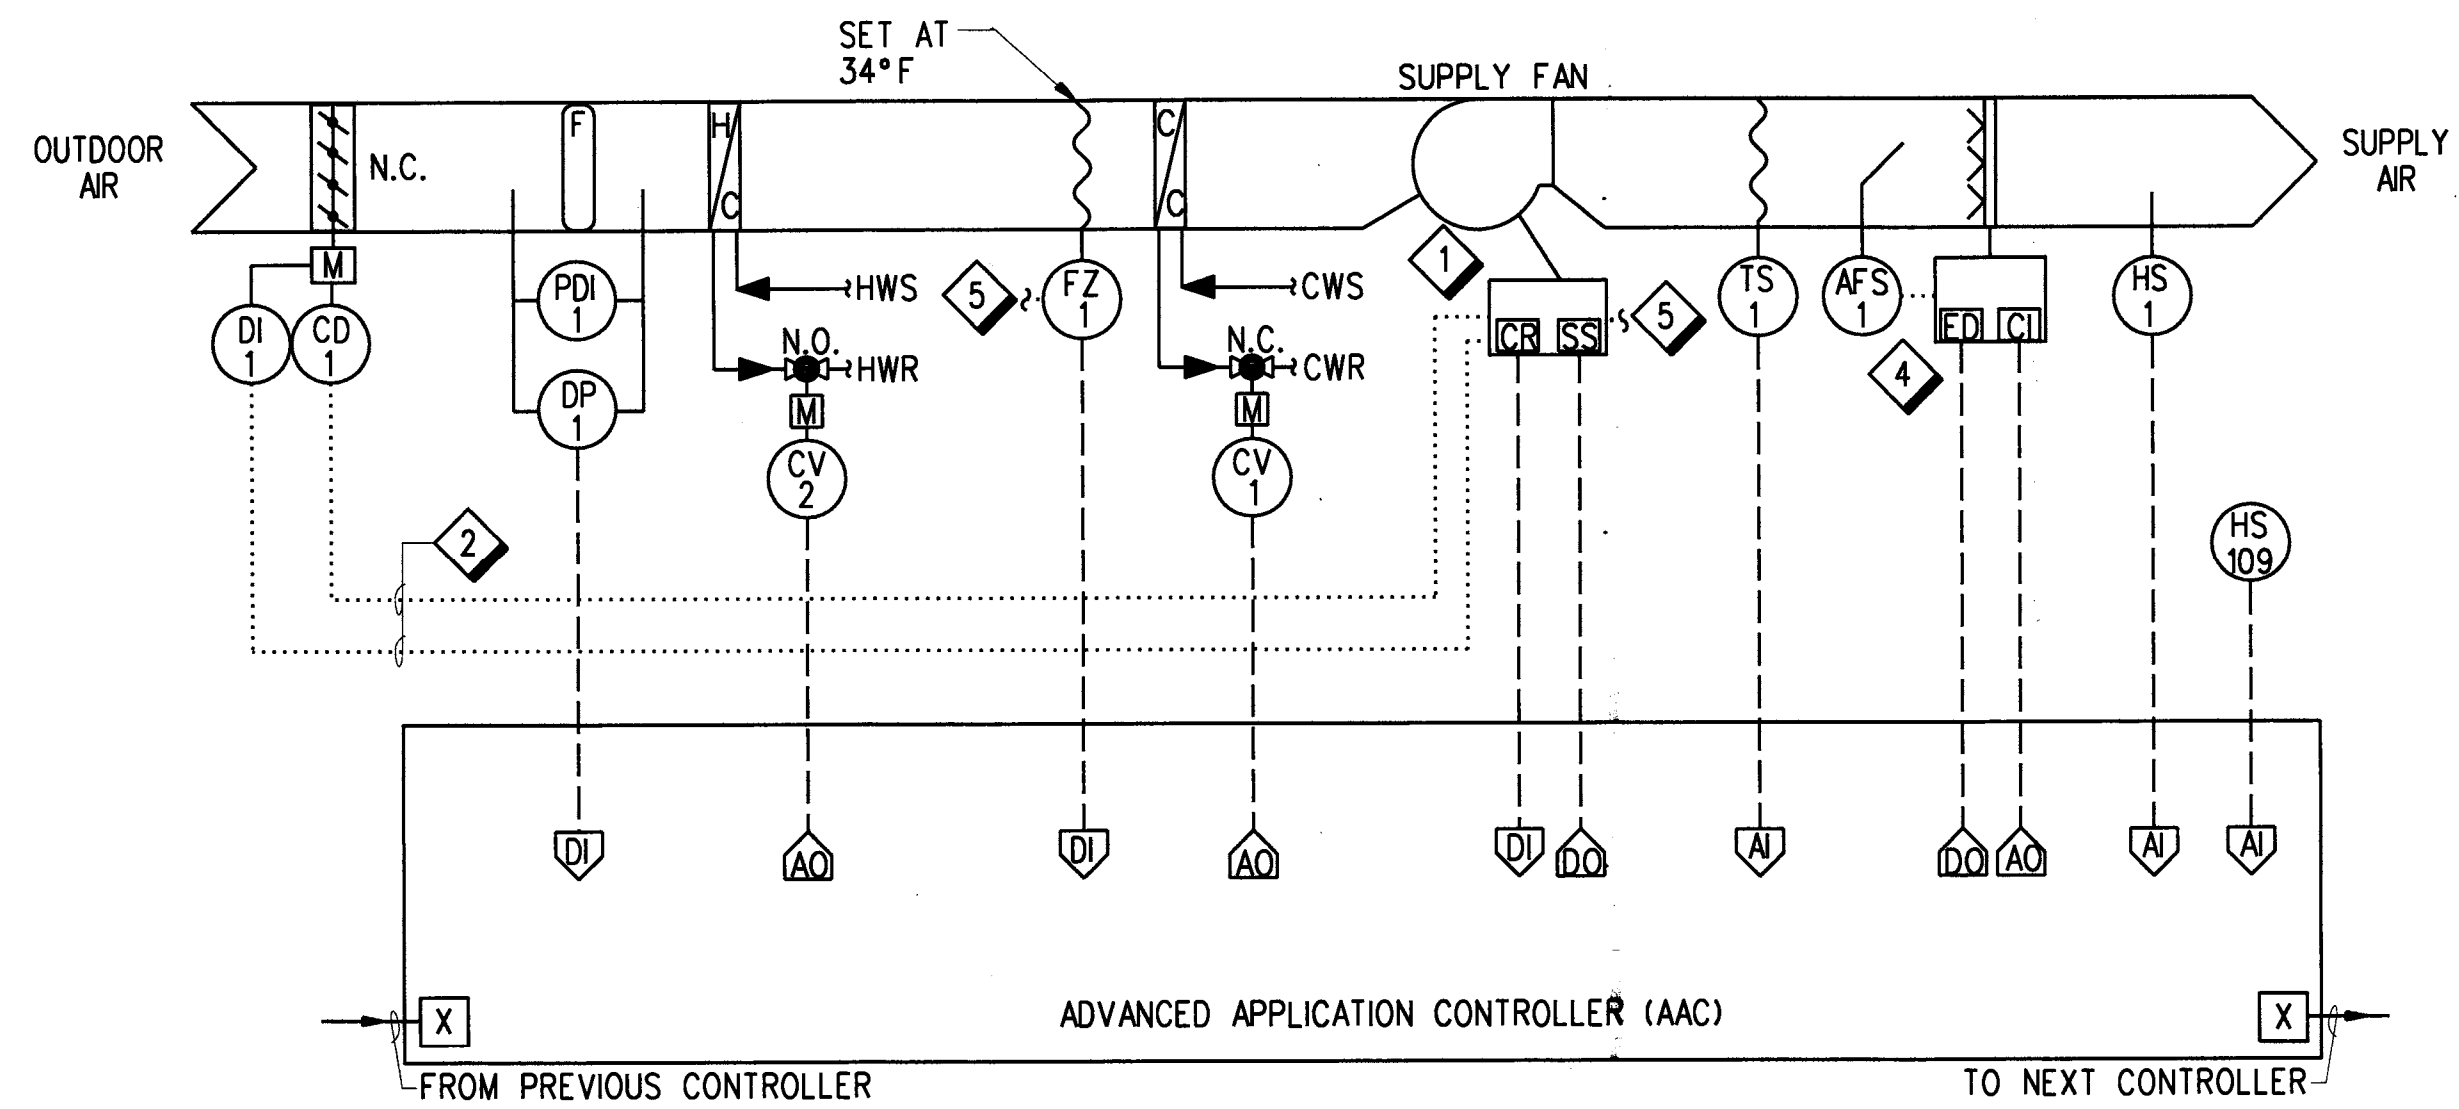 SET AT
34°F
SUPPLY FAN
OUTDOOR
AIR
N.C.
F
H
C
C
C
SUPPLY
AIR
M
DI
1
CD
1
PDI
1
DP
1
HWS
N.O.
HWR
M
CV
2
5
FZ
1
CWS
N.C.
CWR
M
CV
1
1
CR
SS
5
TS
1
AFS
1
ED
CI
4
HS
1
HS
109
2
DI
AO
DI
AO
DI
DO
AI
DO
AO
AI
AI
X
ADVANCED APPLICATION CONTROLLER (AAC)
X
FROM PREVIOUS CONTROLLER
TO NEXT CONTROLLER